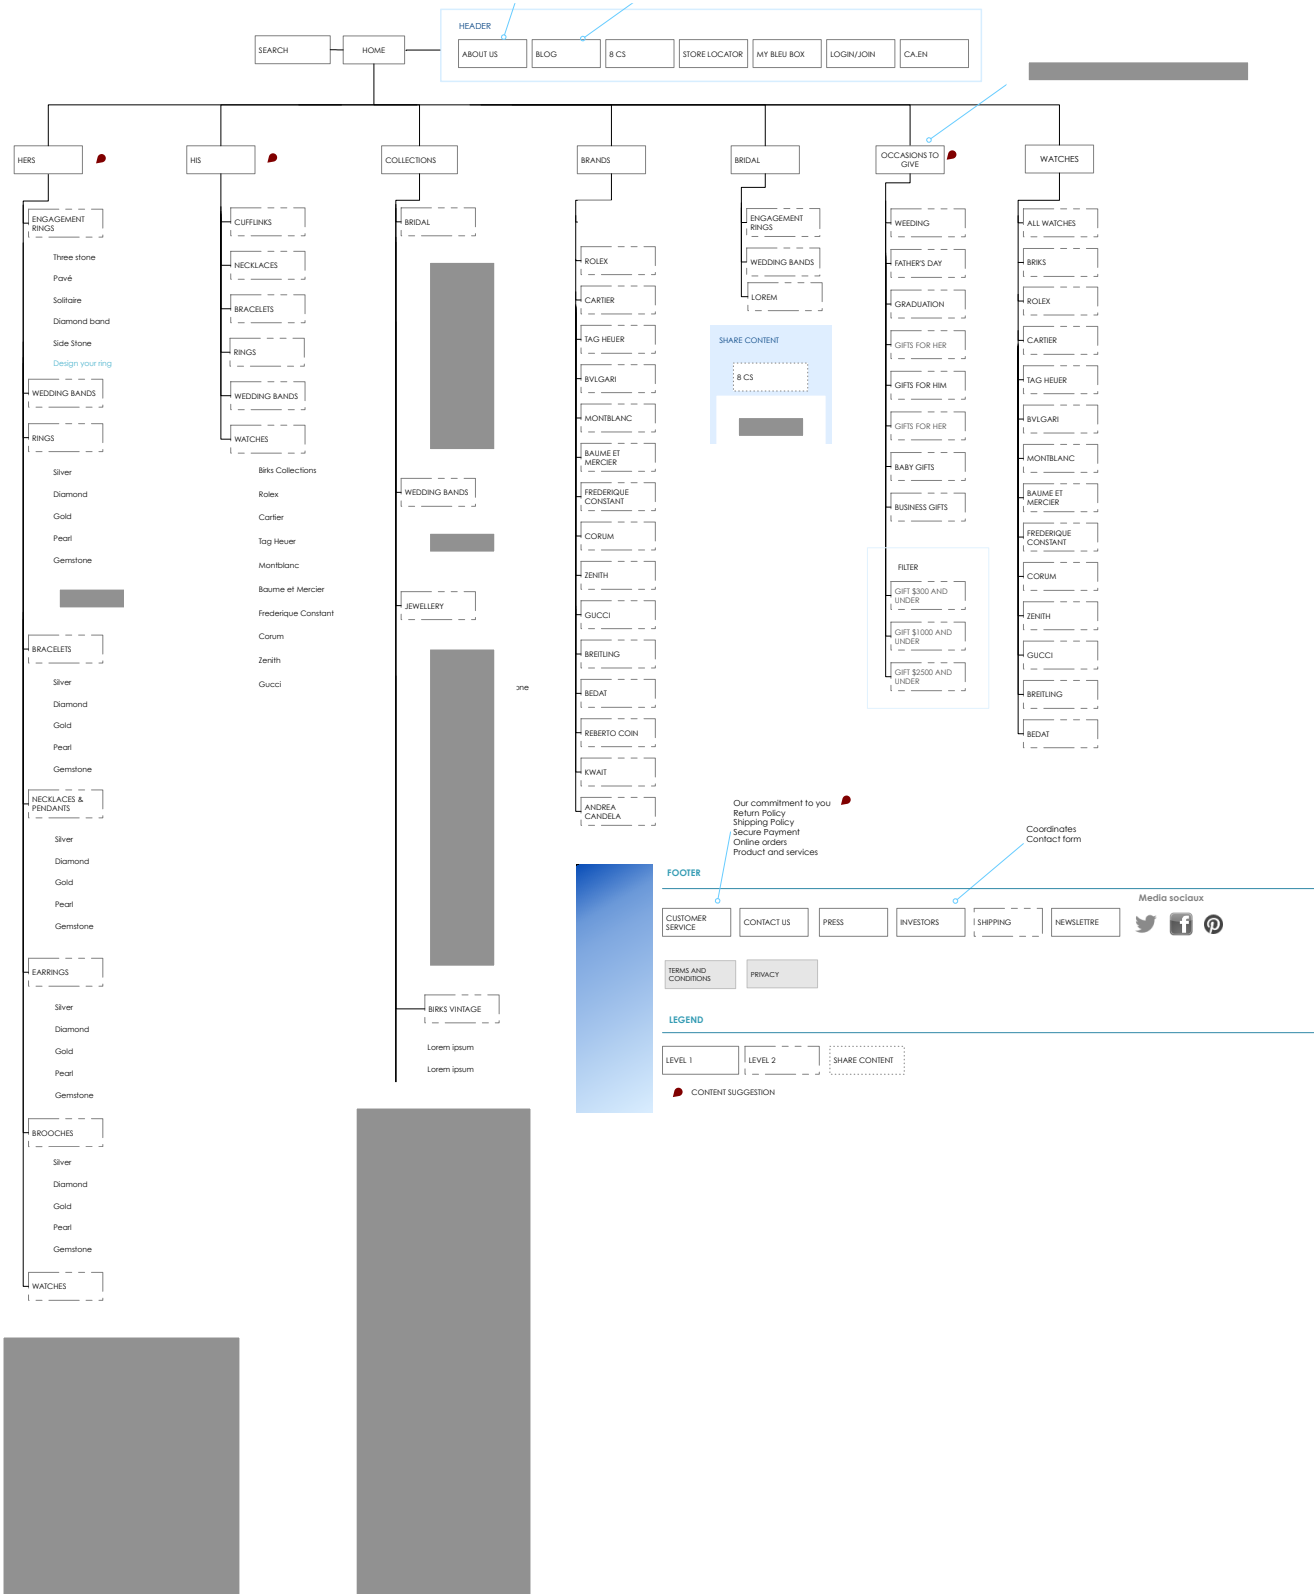 HEADER
SEARCH
HOME
ABOUT US
BLOG
8 CS
STORE LOCATOR
MY BLEU BOX
LOGIN/JOIN
CA.EN
HERS
HIS
COLLECTIONS
BRANDS
BRIDAL
OCCASIONS TO
GIVE
WATCHES
ENGAGEMENT
RINGS
Three stone
Pavé
Solitaire
Diamond band
Side Stone
Design your ring
WEDDING BANDS
RINGS
Silver
Diamond
Gold
Pearl
Gemstone
BRACELETS
Silver
Diamond
Gold
Pearl
Gemstone
NECKLACES &
PENDANTS
Silver
Diamond
Gold
Pearl
Gemstone
EARRINGS
Silver
Diamond
Gold
Pearl
Gemstone
BROOCHES
Silver
Diamond
Gold
Pearl
Gemstone
WATCHES
CUFFLINKS
NECKLACES
BRACELETS
RINGS
WEDDING BANDS
WATCHES
Birks Collections
Rolex
Cartier
Tag Heuer
Montblanc
Baume et Mercier
Frederique Constant
Corum
Zenith
Gucci
BRIDAL
WEDDING BANDS
JEWELLERY
one
BIRKS VINTAGE
Lorem ipsum
Lorem ipsum
ROLEX
CARTIER
TAG HEUER
BVLGARI
MONTBLANC
BAUME ET
MERCIER
FREDERIQUE
CONSTANT
CORUM
ZENITH
GUCCI
BREITLING
BEDAT
REBERTO COIN
KWAIT
ANDREA
CANDELA
ENGAGEMENT
RINGS
WEDDING BANDS
LOREM
SHARE CONTENT
8 CS
WEEDING
FATHER'S DAY
GRADUATION
GIFTS FOR HER
GIFTS FOR HIM
GIFTS FOR HER
BABY GIFTS
BUSINESS GIFTS
FILTER
GIFT $300 AND
UNDER
GIFT $1000 AND
UNDER
GIFT $2500 AND
UNDER
ALL WATCHES
BRIKS
ROLEX
CARTIER
TAG HEUER
BVLGARI
MONTBLANC
BAUME ET
MERCIER
FREDERIQUE
CONSTANT
CORUM
ZENITH
GUCCI
BREITLING
BEDAT
Our commitment to you
Return Policy
Shipping Policy
Secure Payment
Online orders
Product and services
Coordinates
Contact form
FOOTER
CUSTOMER
SERVICE
CONTACT US
PRESS
INVESTORS
SHIPPING
NEWSLETTRE
Media sociaux
TERMS AND
CONDITIONS
PRIVACY
LEGEND
LEVEL 1
LEVEL 2
SHARE CONTENT
CONTENT SUGGESTION